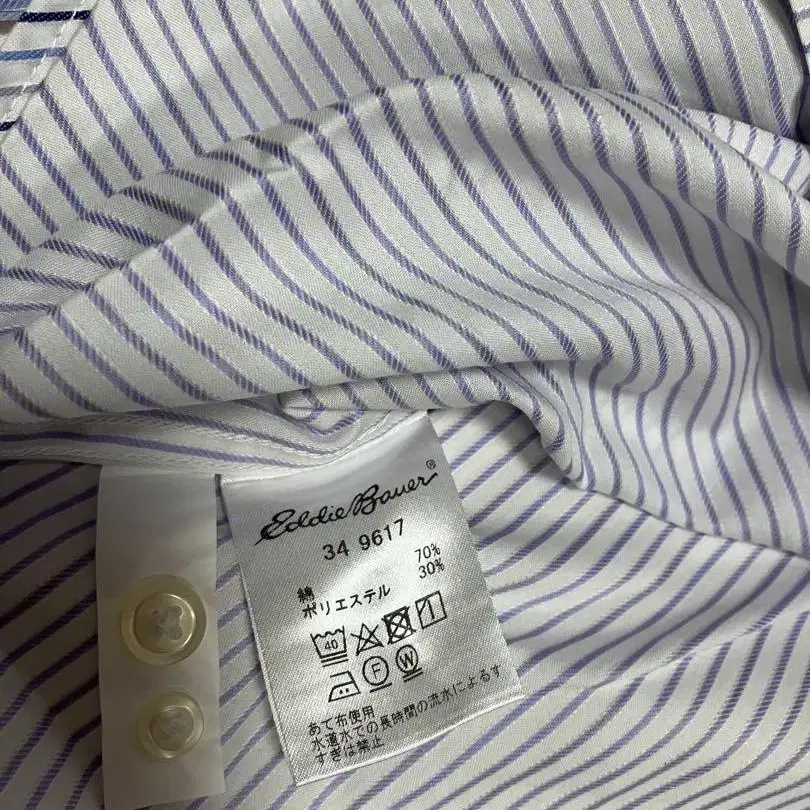 Eddie Bauer®
34 9617
綿 70%
ポリエステル 30%
40
F W
あて布使用
水道水での長時間の流水によるす
すぎは禁止